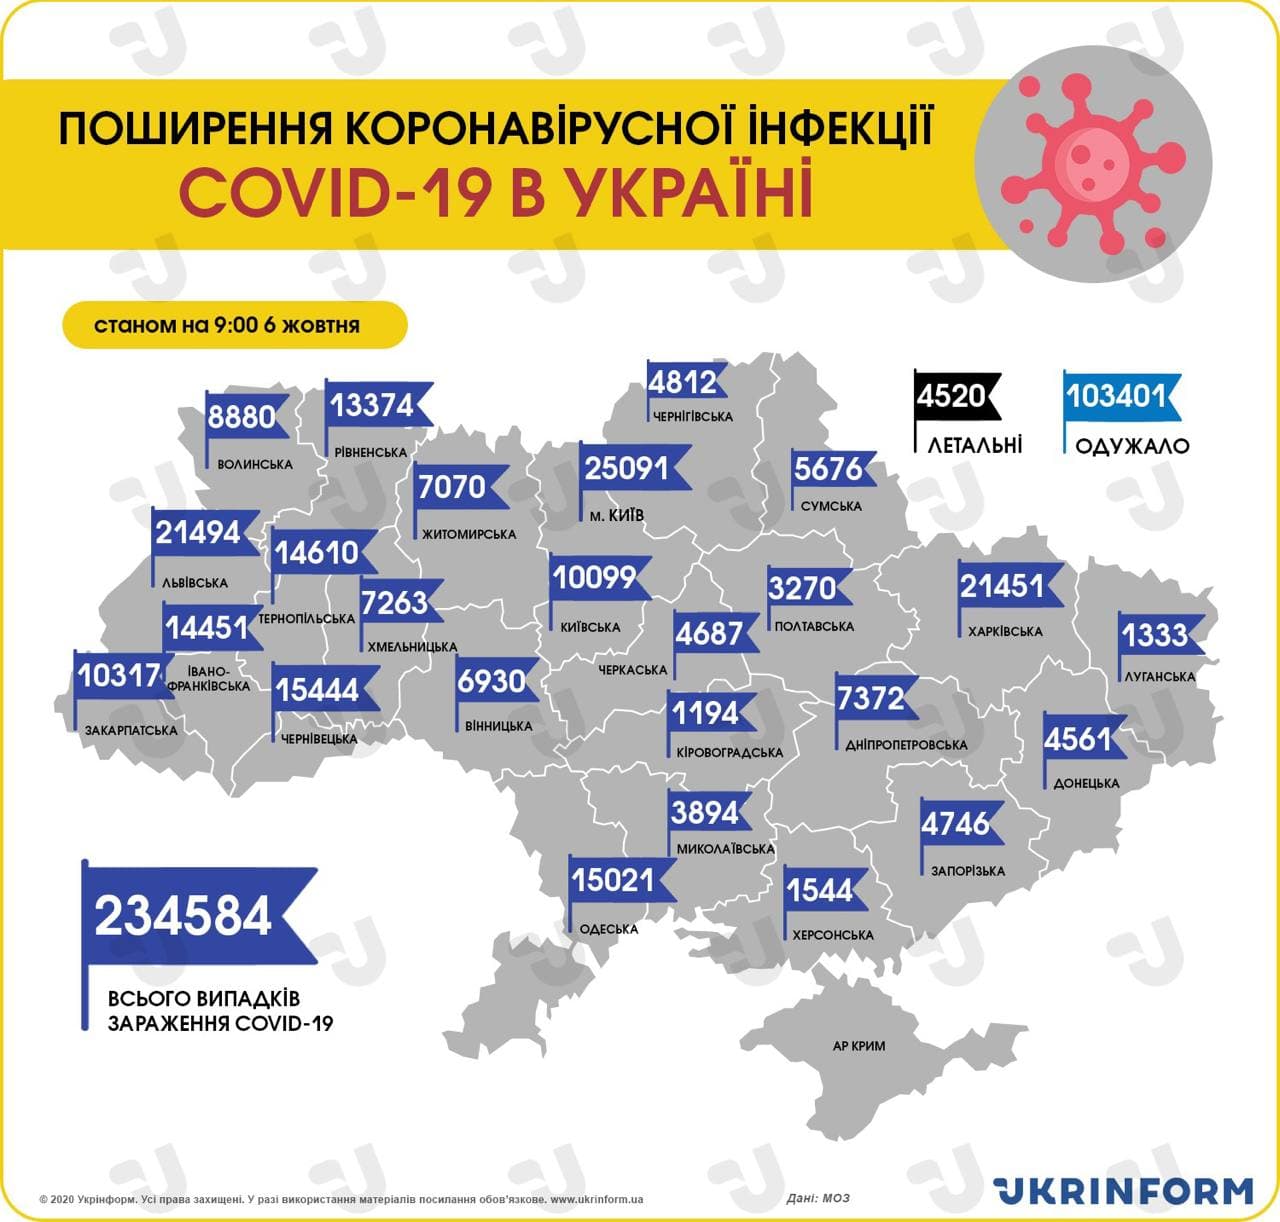 ПОШИРЕННЯ КОРОНАВІРУСНОЇ ІНФЕКЦІЇ
COVID-19 В УКРАЇНІ
станом на 9:00 6 жовтня
4520
ЛЕТАЛЬНІ
103401
ОДУЖАЛО
8880
ВОЛИНСЬКА
13374
РІВНЕНСЬКА
7070
ЖИТОМИРСЬКА
25091
м. КИЇВ
4812
ЧЕРНІГІВСЬКА
5676
СУМСЬКА
21494
ЛЬВІВСЬКА
14610
ТЕРНОПІЛЬСЬКА
7263
ХМЕЛЬНИЦЬКА
10099
КИЇВСЬКА
3270
ПОЛТАВСЬКА
21451
ХАРКІВСЬКА
1333
ЛУГАНСЬКА
14451
ІВАНО-
ФРАНКІВСЬКА
10317
ЗАКАРПАТСЬКА
15444
ЧЕРНІВЕЦЬКА
6930
ВІННИЦЬКА
4687
ЧЕРКАСЬКА
1194
КІРОВОГРАДСЬКА
7372
ДНІПРОПЕТРОВСЬКА
4561
ДОНЕЦЬКА
3894
МИКОЛАЇВСЬКА
4746
ЗАПОРІЗЬКА
15021
ОДЕСЬКА
1544
ХЕРСОНСЬКА
АР КРИМ
234584
ВСЬОГО ВИПАДКІВ
ЗАРАЖЕННЯ COVID-19
© 2020 Укрінформ. Усі права захищені. У разі використання матеріалів посилання обов'язкове. www.ukrinform.ua
Дані: МОЗ
UKRINFORM